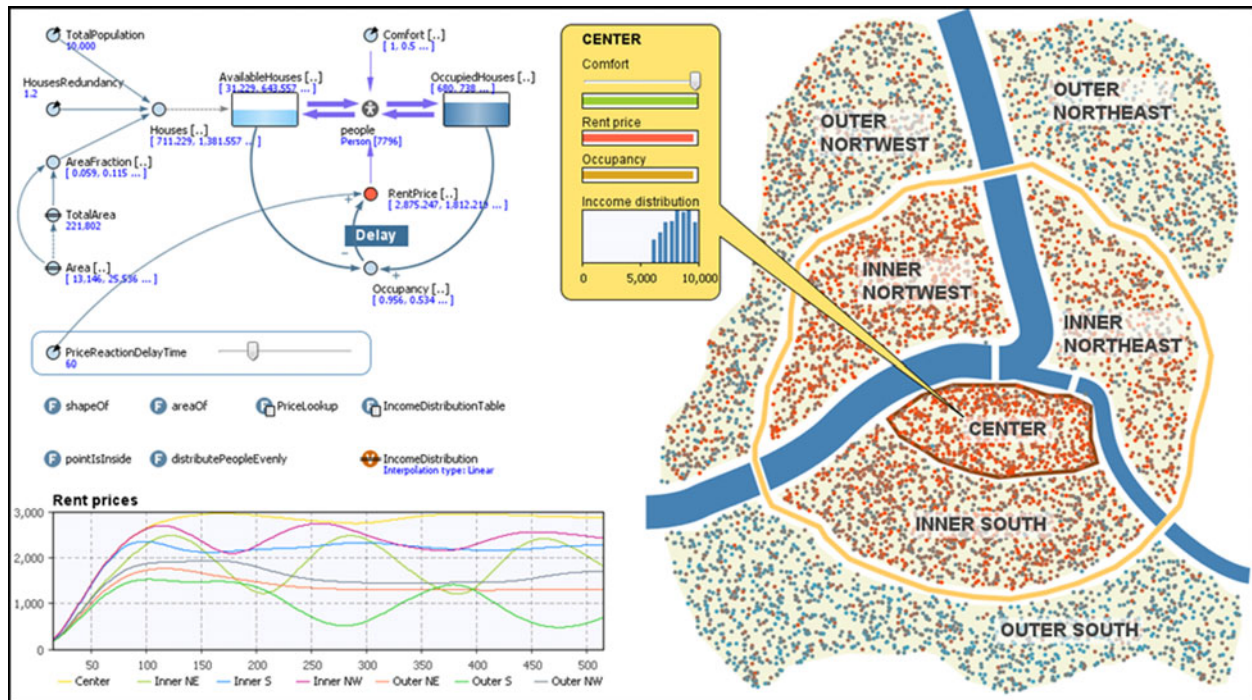 TotalPopulation
10,000
HousesRedundancy
1.2
Houses [..]
[ 711.229, 1,381.557 ... ]
AvailableHouses [..]
[ 31.229, 643.557 ... ]
Comfort [..]
[ 1, 0.5 ... ]
OccupiedHouses [..]
[ 680, 738 ... ]
people
Person [7796]
AreaFraction [..]
[ 0.059, 0.115 ... ]
TotalArea
221,802
Area [..]
[ 13,146, 25,536 ... ]
RentPrice [..]
[ 2,875.247, 1,812.219 ... ]
+
Delay
–
+
Occupancy [..]
[ 0.956, 0.534 ... ]
PriceReactionDelayTime
60
F shapeOf
F areaOf
F PriceLookup
F IncomeDistributionTable
F pointIsInside
F distributePeopleEvenly
IncomeDistribution
Interpolation type: Linear
Rent prices
3,000
2,000
1,000
0
50 100 150 200 250 300 350 400 450 500
Center Inner NE Inner S Inner NW Outer NE Outer S Outer NW
CENTER
Comfort
Rent price
Occupancy
Inccome distribution
0 5,000 10,000
OUTER
NORTHWEST
OUTER
NORTHEAST
INNER
NORTWEST
INNER
NORTHEAST
CENTER
INNER SOUTH
OUTER SOUTH